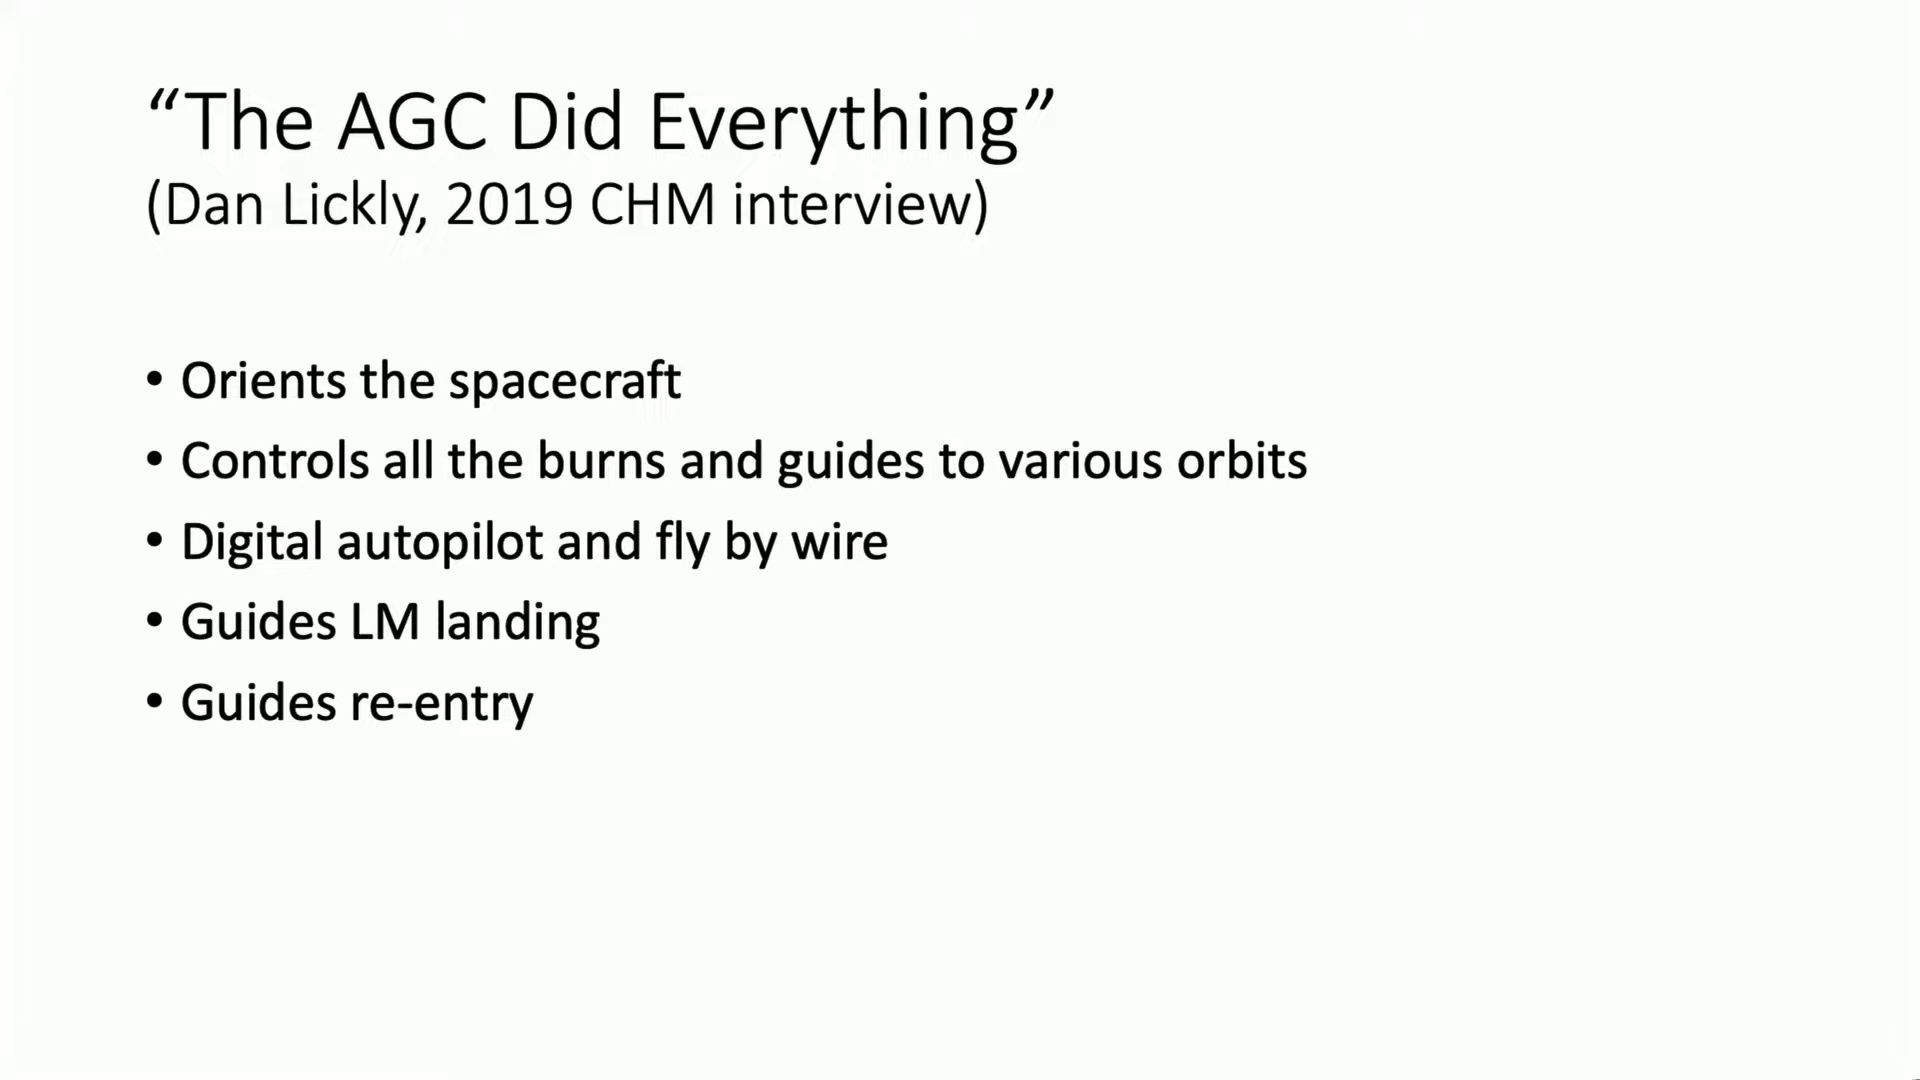 “The AGC Did Everything”
(Dan Lickly, 2019 CHM interview)
• Orients the spacecraft
• Controls all the burns and guides to various orbits
• Digital autopilot and fly by wire
• Guides LM landing
• Guides re-entry